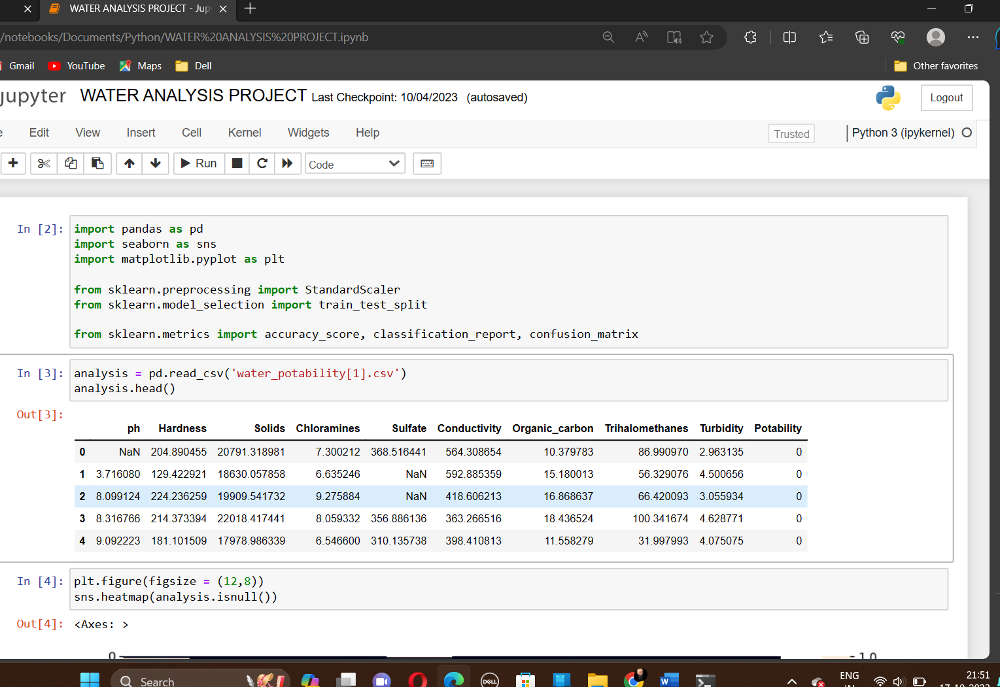 WATER ANALYSIS PROJECT - Jup
/notebooks/Documents/Python/WATER%20ANALYSIS%20PROJECT.ipynb
Gmail YouTube Maps Dell Other favorites
jupyter WATER ANALYSIS PROJECT Last Checkpoint: 10/04/2023 (autosaved) Logout
e Edit View Insert Cell Kernel Widgets Help Trusted Python 3 (ipykernel)
Run Code
In [2]: import pandas as pd
import seaborn as sns
import matplotlib.pyplot as plt
from sklearn.preprocessing import StandardScaler
from sklearn.model_selection import train_test_split
from sklearn.metrics import accuracy_score, classification_report, confusion_matrix
In [3]: analysis = pd.read_csv('water_potability[1].csv')
analysis.head()
Out[3]:
ph Hardness Solids Chloramines Sulfate Conductivity Organic_carbon Trihalomethanes Turbidity Potability
0 NaN 204.890455 20791.318981 7.300212 368.516441 564.308654 10.379783 86.990970 2.963135 0
1 3.716080 129.422921 18630.057858 6.635246 NaN 592.885359 15.180013 56.329076 4.500656 0
2 8.099124 224.236259 19909.541732 9.275884 NaN 418.606213 16.868637 66.420093 3.055934 0
3 8.316766 214.373394 22018.417441 8.059332 356.886136 363.266516 18.436524 100.341674 4.628771 0
4 9.092223 181.101509 17978.986339 6.546600 310.135738 398.410813 11.558279 31.997993 4.075075 0
In [4]: plt.figure(figsize = (12,8))
sns.heatmap(analysis.isnull())
Out[4]: <Axes: >
0 1.0
Search DELL ENG 21:51
IN